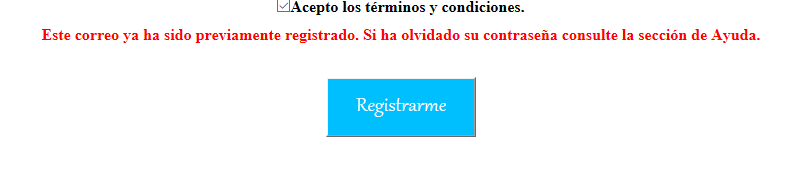 Acepto los términos y condiciones.
Este correo ya ha sido previamente registrado. Si ha olvidado su contraseña consulte la sección de Ayuda.
Registrarme